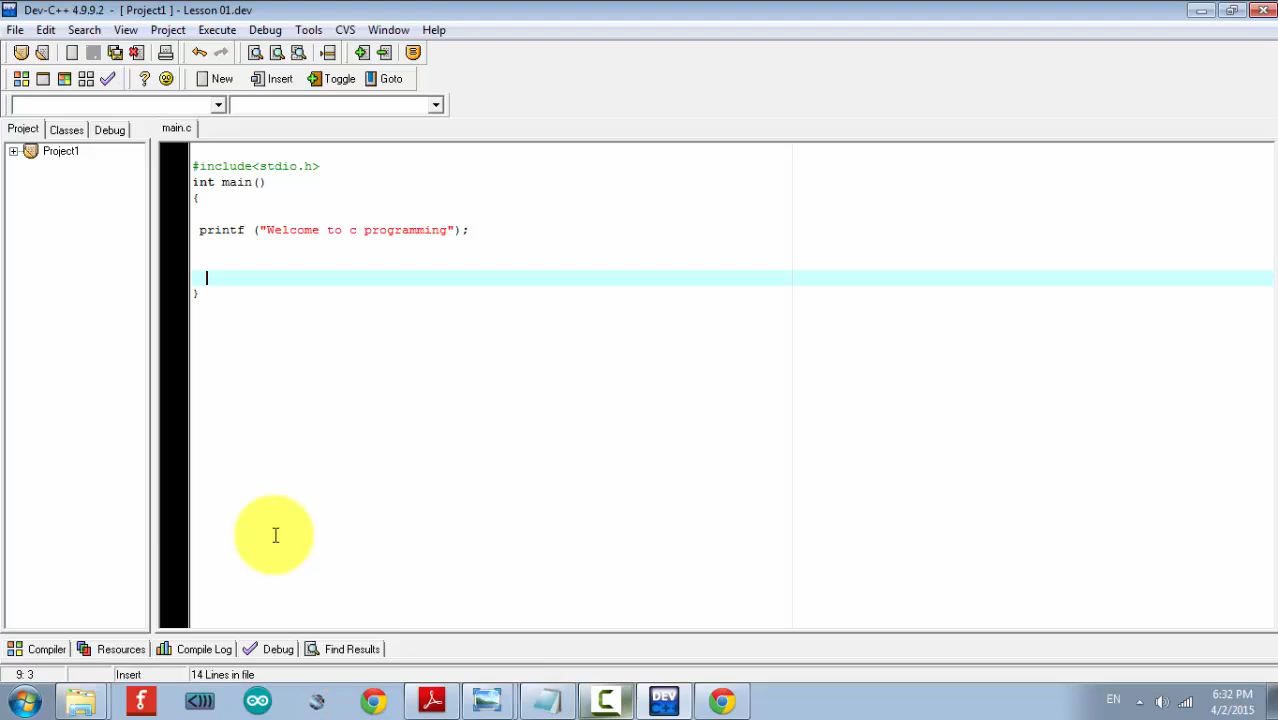 Dev-C++ 4.9.9.2 - [ Project1 ] - Lesson 01.dev
File Edit Search View Project Execute Debug Tools CVS Window Help
New Insert Toggle Goto
Project Classes Debug main.c
Project1
#include<stdio.h>
int main()
{
printf ("Welcome to c programming");
}
Compiler Resources Compile Log Debug Find Results
9: 3 Insert 14 Lines in file
DEV C++ EN 6:32 PM
4/2/2015